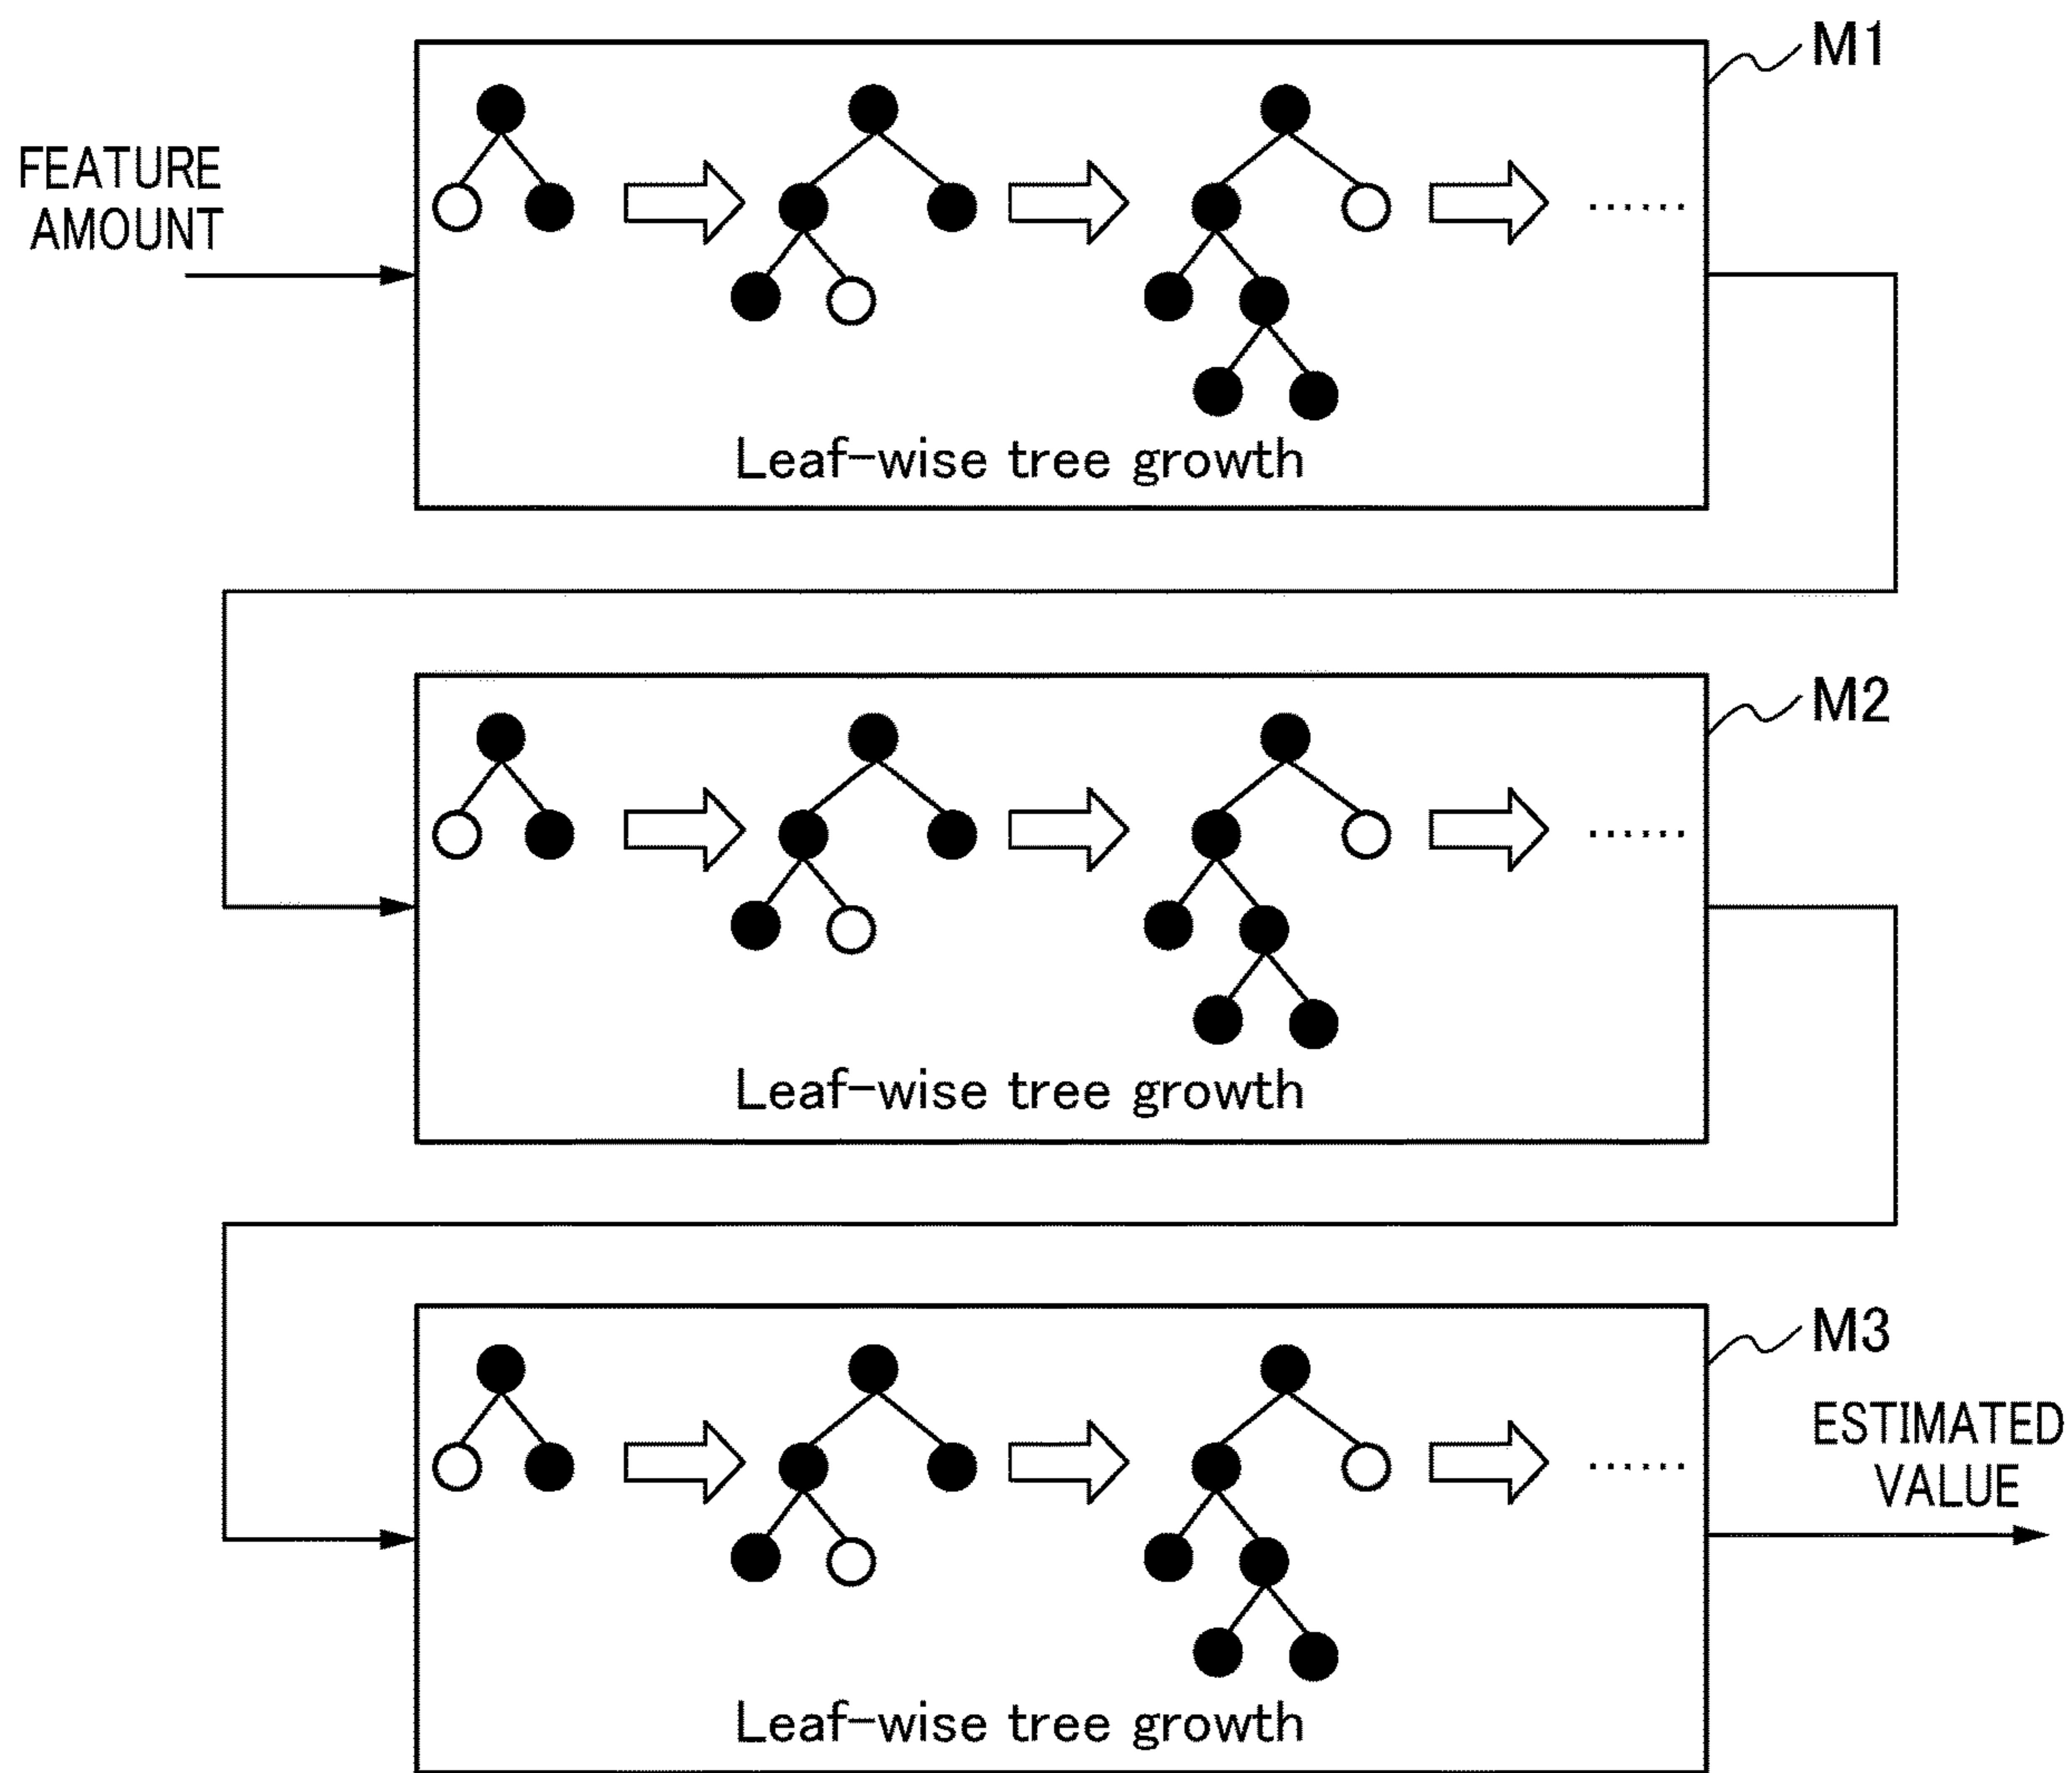 M1
FEATURE
AMOUNT
......
Leaf-wise tree growth
M2
......
Leaf-wise tree growth
M3
ESTIMATED
VALUE
......
Leaf-wise tree growth